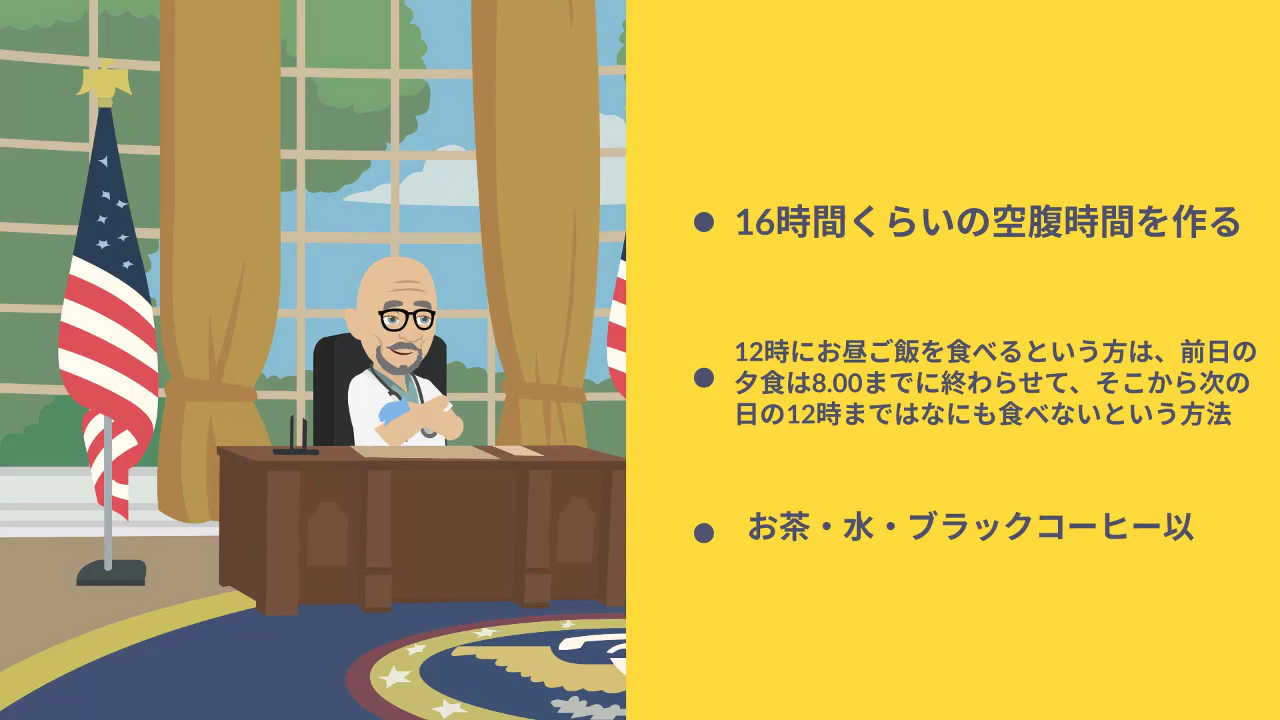 16時間くらいの空腹時間を作る
12時にお昼ご飯を食べるという方は、前日の
夕食は8.00までに終わらせて、そこから次の
日の12時まではなにも食べないという方法
お茶・水・ブラックコーヒー以